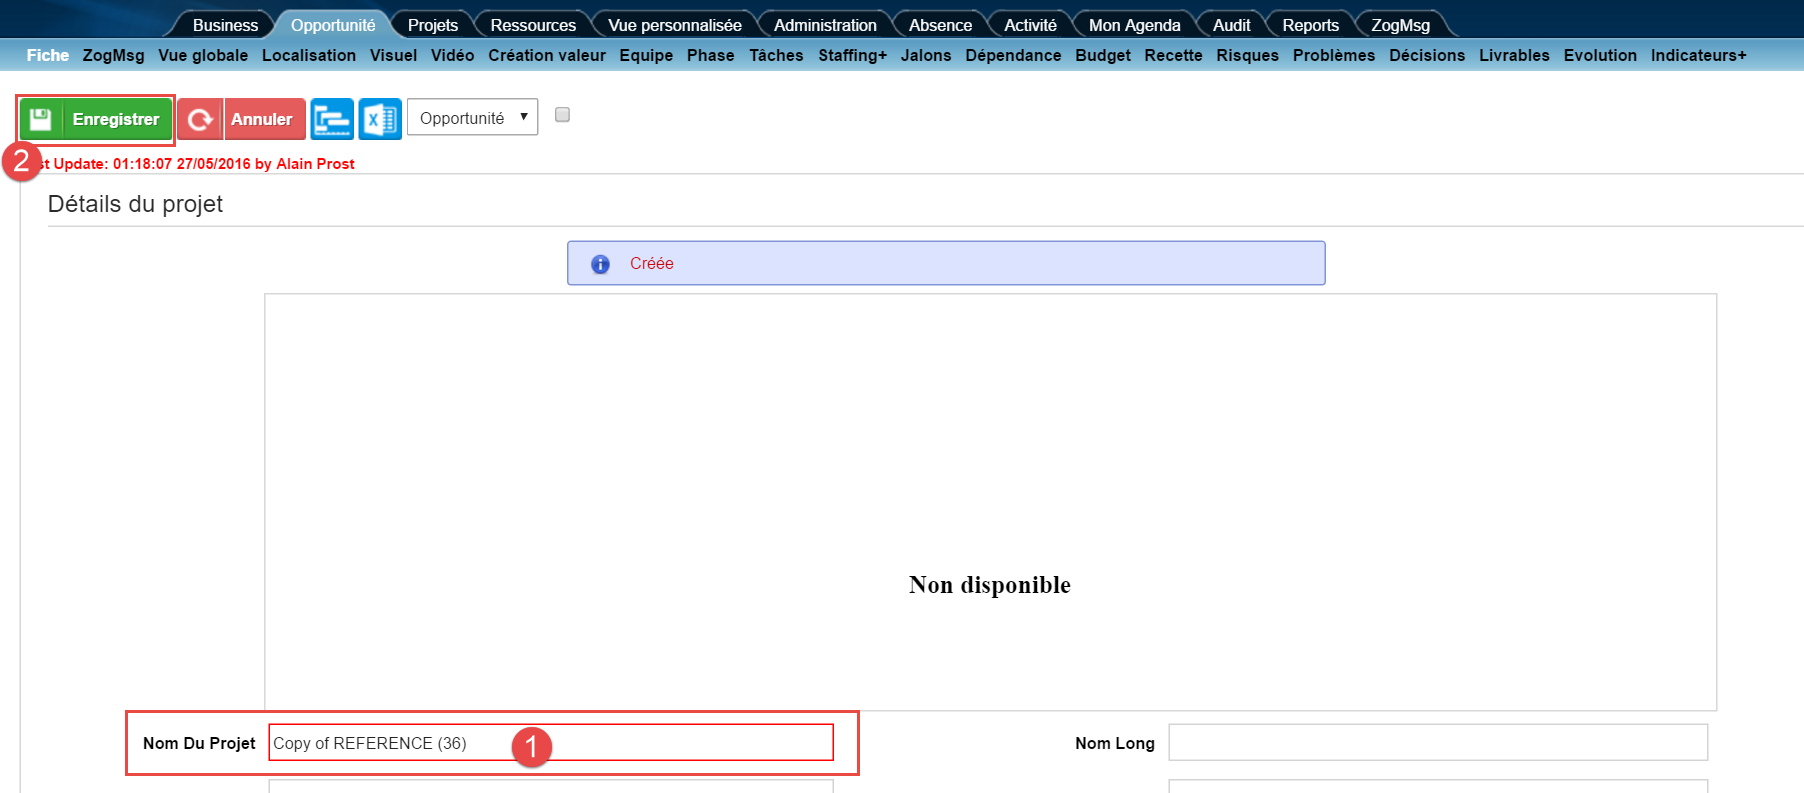 Business Opportunité Projets Ressources Vue personnalisée Administration Absence Activité Mon Agenda Audit Reports ZogMsg
Fiche ZogMsg Vue globale Localisation Visuel Vidéo Création valeur Equipe Phase Tâches Staffing+ Jalons Dépendance Budget Recette Risques Problèmes Décisions Livrables Evolution Indicateurs+
Enregistrer Annuler Opportunité
2 st Update: 01:18:07 27/05/2016 by Alain Prost
Détails du projet
Créée
Non disponible
Nom Du Projet Copy of REFERENCE (36) 1 Nom Long